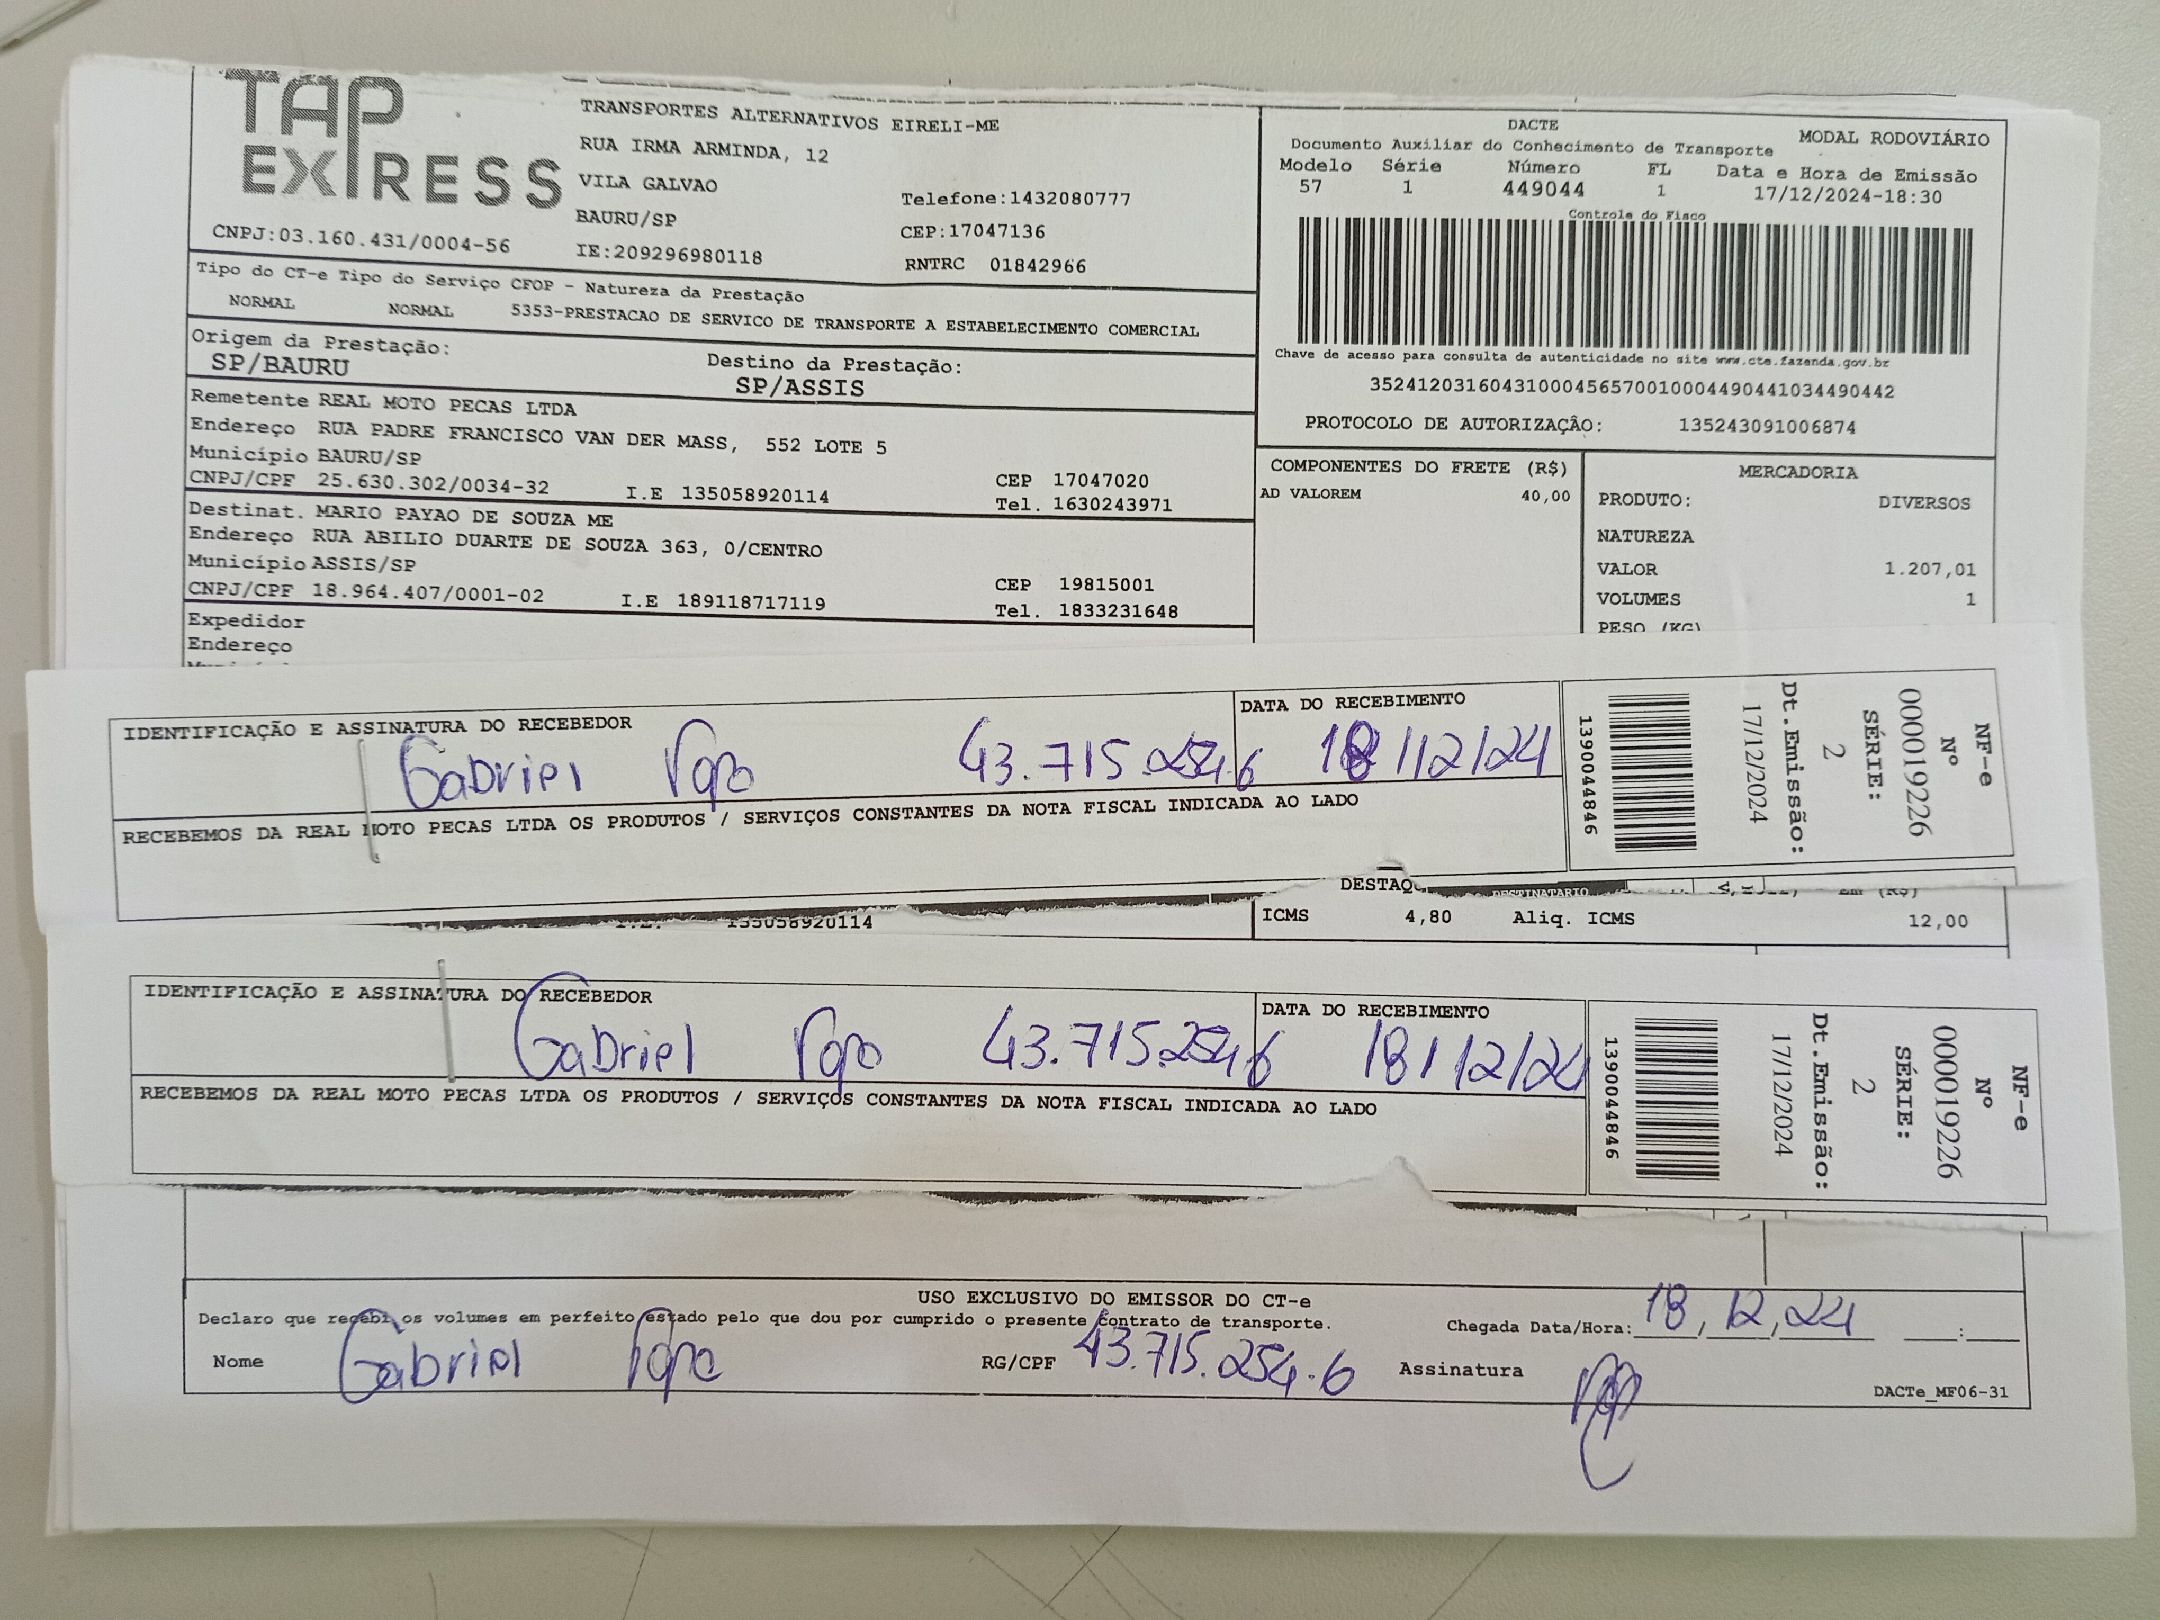 TAP
EXPRESS
CNPJ:03.160.431/0004-56
TRANSPORTES ALTERNATIVOS EIRELI-ME
RUA IRMA ARMINDA, 12
VILA GALVAO
BAURU/SP
IE:209296980118
Telefone:1432080777
CEP:17047136
RNTRC 01842966
DACTE
MODAL RODOVIÁRIO
Documento Auxiliar do Conhecimento de Transporte
Modelo Série Número FL Data e Hora de Emissão
57 1 449044 1 17/12/2024-18:30
Controle do Fisco
Chave de acesso para consulta de autenticidade no site www.cte.fazenda.gov.br
35241203160431000456570010004490441034490442
PROTOCOLO DE AUTORIZAÇÃO: 135243091006874
Tipo do CT-e Tipo do Serviço CFOP - Natureza da Prestação
NORMAL NORMAL 5353-PRESTACAO DE SERVICO DE TRANSPORTE A ESTABELECIMENTO COMERCIAL
Origem da Prestação: Destino da Prestação:
SP/BAURU SP/ASSIS
Remetente REAL MOTO PECAS LTDA
Endereço RUA PADRE FRANCISCO VAN DER MASS, 552 LOTE 5
Município BAURU/SP CEP 17047020
CNPJ/CPF 25.630.302/0034-32 I.E 135058920114 Tel. 1630243971
Destinat. MARIO PAYAO DE SOUZA ME
Endereço RUA ABILIO DUARTE DE SOUZA 363, 0/CENTRO
Município ASSIS/SP CEP 19815001
CNPJ/CPF 18.964.407/0001-02 I.E 189118717119 Tel. 1833231648
Expedidor
Endereço
COMPONENTES DO FRETE (R$)
AD VALOREM 40,00
MERCADORIA
PRODUTO: DIVERSOS
NATUREZA
VALOR 1.207,01
VOLUMES 1
PESO (KG)
IDENTIFICAÇÃO E ASSINATURA DO RECEBEDOR
Gabriel 43.715.254.6
DATA DO RECEBIMENTO
18/12/24
RECEBEMOS DA REAL MOTO PECAS LTDA OS PRODUTOS / SERVIÇOS CONSTANTES DA NOTA FISCAL INDICADA AO LADO
1390044846
Dt.Emissão:
17/12/2024
SÉRIE:
2
NF-e
Nº
000019226
DESTINATARIO
(R$)
135058920114
ICMS 4,80 Aliq. ICMS 12,00
IDENTIFICAÇÃO E ASSINATURA DO RECEBEDOR
Gabriel 43.715.254.6
DATA DO RECEBIMENTO
18/12/24
RECEBEMOS DA REAL MOTO PECAS LTDA OS PRODUTOS / SERVIÇOS CONSTANTES DA NOTA FISCAL INDICADA AO LADO
1390044846
Dt.Emissão:
17/12/2024
SÉRIE:
2
NF-e
Nº
000019226
USO EXCLUSIVO DO EMISSOR DO CT-e
Declaro que recebi os volumes em perfeito estado pelo que dou por cumprido o presente contrato de transporte.
Chegada Data/Hora: 18,12,24 :
Nome Gabriel RG/CPF 43.715.254.6 Assinatura
DACTe_MF06-31